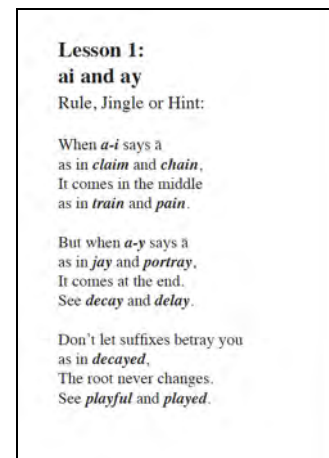 Lesson 1:
ai and ay
Rule, Jingle or Hint:
When a-i says ā
as in claim and chain,
It comes in the middle
as in train and pain.
But when a-y says ā
as in jay and portray,
It comes at the end.
See decay and delay.
Don't let suffixes betray you
as in decayed,
The root never changes.
See playful and played.